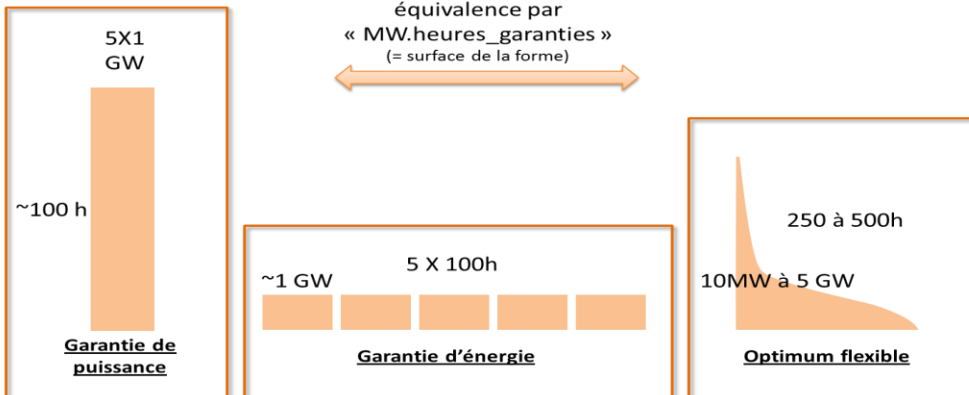 5X1
GW
~100 h
Garantie de
puissance
équivalence par
« MW.heures_garanties »
(= surface de la forme)
~1 GW
5 X 100h
Garantie d’énergie
250 à 500h
10MW à 5 GW
Optimum flexible